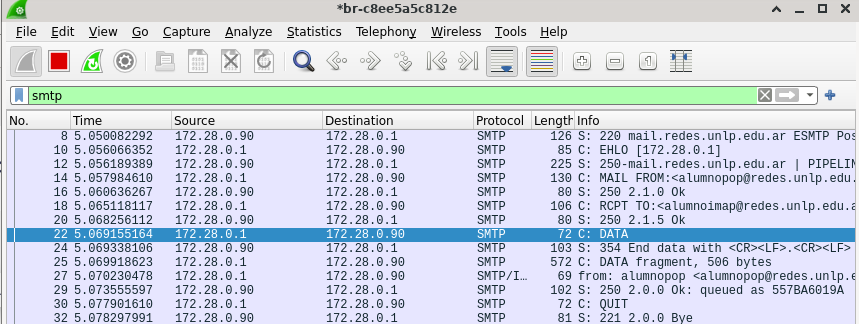 *br-c8ee5a5c812e
File Edit View Go Capture Analyze Statistics Telephony Wireless Tools Help
smtp
No. Time Source Destination Protocol Length Info
8 5.050082292 172.28.0.90 172.28.0.1 SMTP 126 S: 220 mail.redes.unlp.edu.ar ESMTP Pos
10 5.056066352 172.28.0.1 172.28.0.90 SMTP 85 C: EHLO [172.28.0.1]
12 5.056189389 172.28.0.90 172.28.0.1 SMTP 225 S: 250-mail.redes.unlp.edu.ar | PIPELIN
14 5.057984610 172.28.0.1 172.28.0.90 SMTP 130 C: MAIL FROM:<alumnopop@redes.unlp.edu.
16 5.060636267 172.28.0.90 172.28.0.1 SMTP 80 S: 250 2.1.0 Ok
18 5.065118117 172.28.0.1 172.28.0.90 SMTP 106 C: RCPT TO:<alumnoimap@redes.unlp.edu.a
20 5.068256112 172.28.0.90 172.28.0.1 SMTP 80 S: 250 2.1.5 Ok
22 5.069155164 172.28.0.1 172.28.0.90 SMTP 72 C: DATA
24 5.069338106 172.28.0.90 172.28.0.1 SMTP 103 S: 354 End data with <CR><LF>.<CR><LF>
25 5.069918623 172.28.0.1 172.28.0.90 SMTP 572 C: DATA fragment, 506 bytes
27 5.070230478 172.28.0.1 172.28.0.90 SMTP/I… 69 from: alumnopop <alumnopop@redes.unlp.e
29 5.073555597 172.28.0.90 172.28.0.1 SMTP 102 S: 250 2.0.0 Ok: queued as 557BA6019A
30 5.077901610 172.28.0.1 172.28.0.90 SMTP 72 C: QUIT
32 5.078297991 172.28.0.90 172.28.0.1 SMTP 81 S: 221 2.0.0 Bye